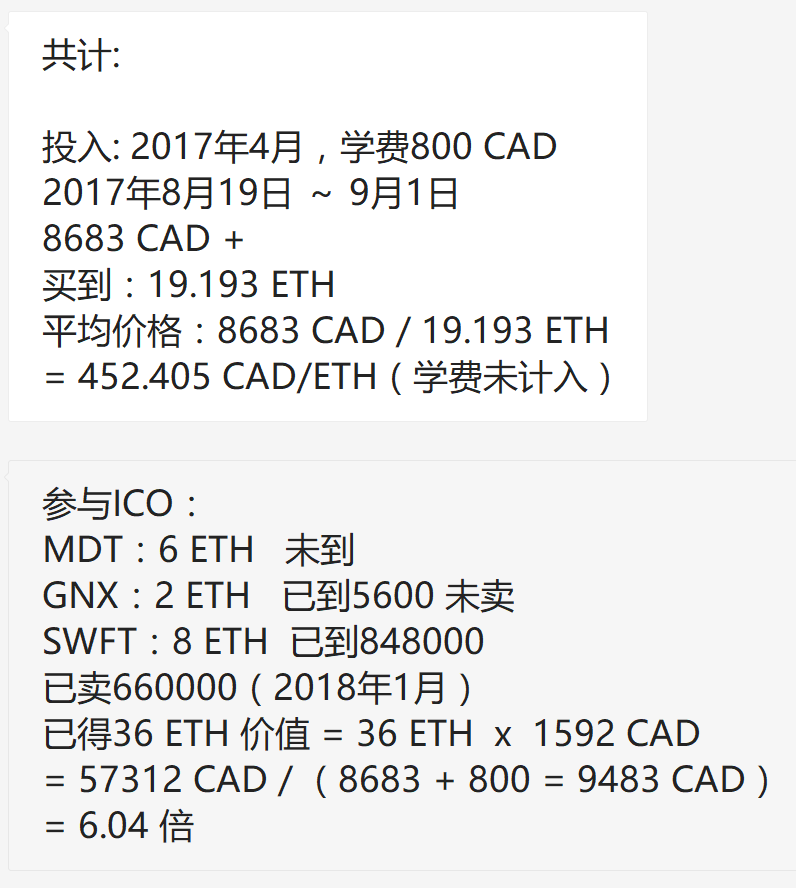 共计:
投入: 2017年4月，学费800 CAD
2017年8月19日 ~ 9月1日
8683 CAD +
买到：19.193 ETH
平均价格：8683 CAD / 19.193 ETH
= 452.405 CAD/ETH（学费未计入）
参与ICO：
MDT：6 ETH 未到
GNX：2 ETH 已到5600 未卖
SWFT：8 ETH 已到848000
已卖660000（2018年1月）
已得36 ETH 价值 = 36 ETH x 1592 CAD
= 57312 CAD /（8683 + 800 = 9483 CAD）
= 6.04 倍